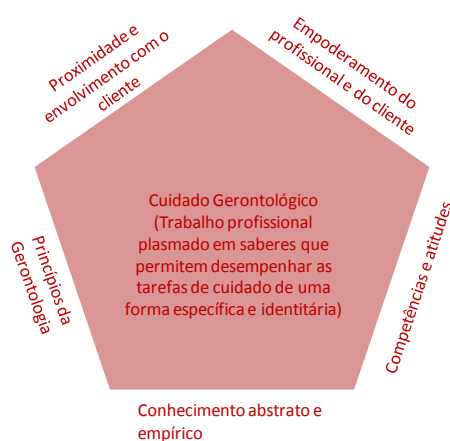 Proximidade e
envolvimento com o
cliente
Empoderamento do
profissional e do cliente
Cuidado Gerontológico
(Trabalho profissional
plasmado em saberes que
permitem desempenhar as
tarefas de cuidado de uma
forma específica e identitária)
Princípios da
Gerontologia
Competências e atitudes
Conhecimento abstrato e
empírico